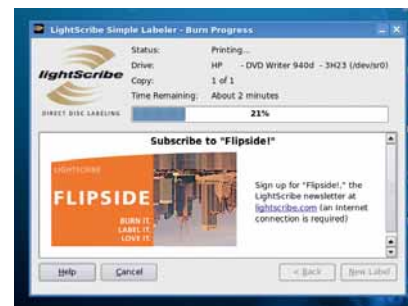 LightScribe Simple Labeler - Burn Progress
Status: Printing...
Drive: HP - DVD Writer 940d - 3H23 (/dev/sr0)
Copy: 1 of 1
Time Remaining: About 2 minutes
lightScribe
DIRECT DISC LABELING
21%
Subscribe to "Flipside!"
LIGHTSCRIBE
FLIPSIDE
BURN IT.
LABEL IT.
LOVE IT.
Sign up for "Flipside!," the
LightScribe newsletter at
lightscribe.com (an Internet
connection is required)
Help
Cancel
< Back
New Label